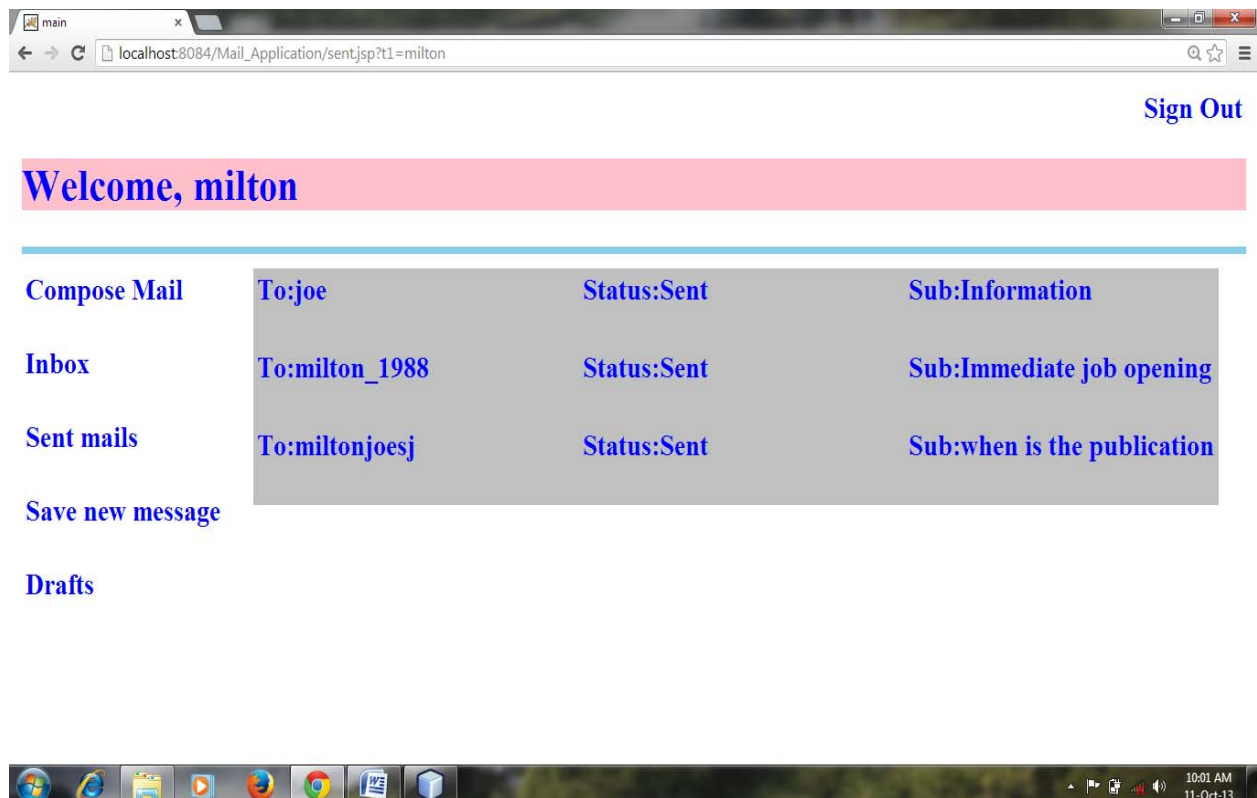 main
localhost:8084/Mail_Application/sent.jsp?t1=milton
Sign Out
Welcome, milton
Compose Mail
Inbox
Sent mails
Save new message
Drafts
To:joe Status:Sent Sub:Information
To:milton_1988 Status:Sent Sub:Immediate job opening
To:miltonjoesj Status:Sent Sub:when is the publication
10:01 AM
11-Oct-13